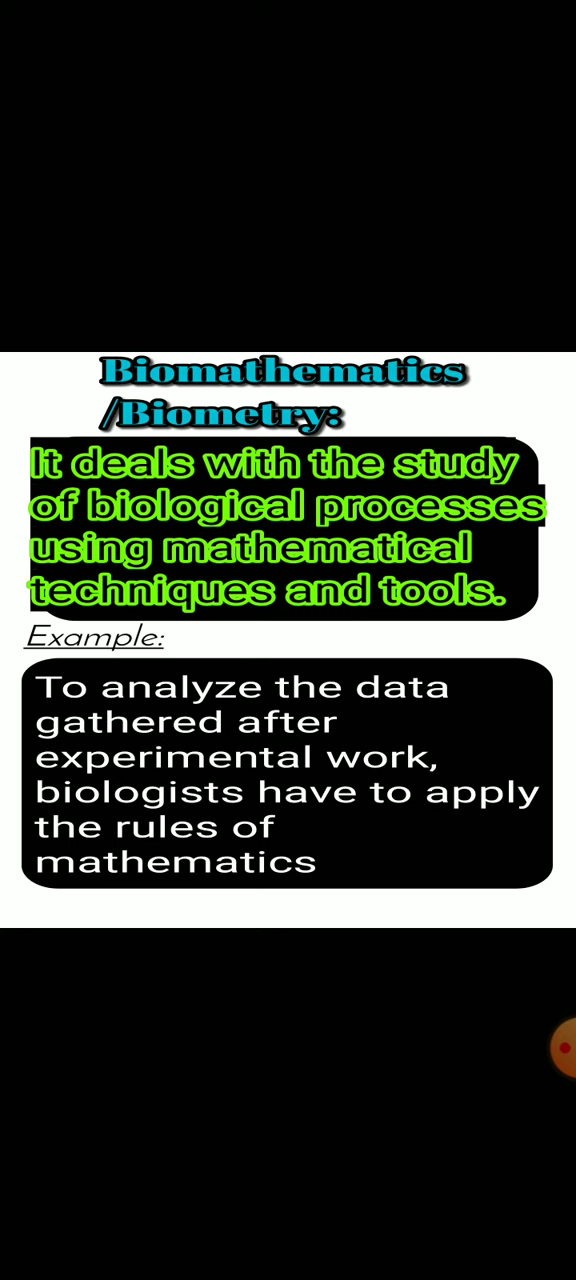 Biomathematics
/Biometry:
It deals with the study
of biological processes
using mathematical
techniques and tools.
Example:
To analyze the data
gathered after
experimental work,
biologists have to apply
the rules of
mathematics